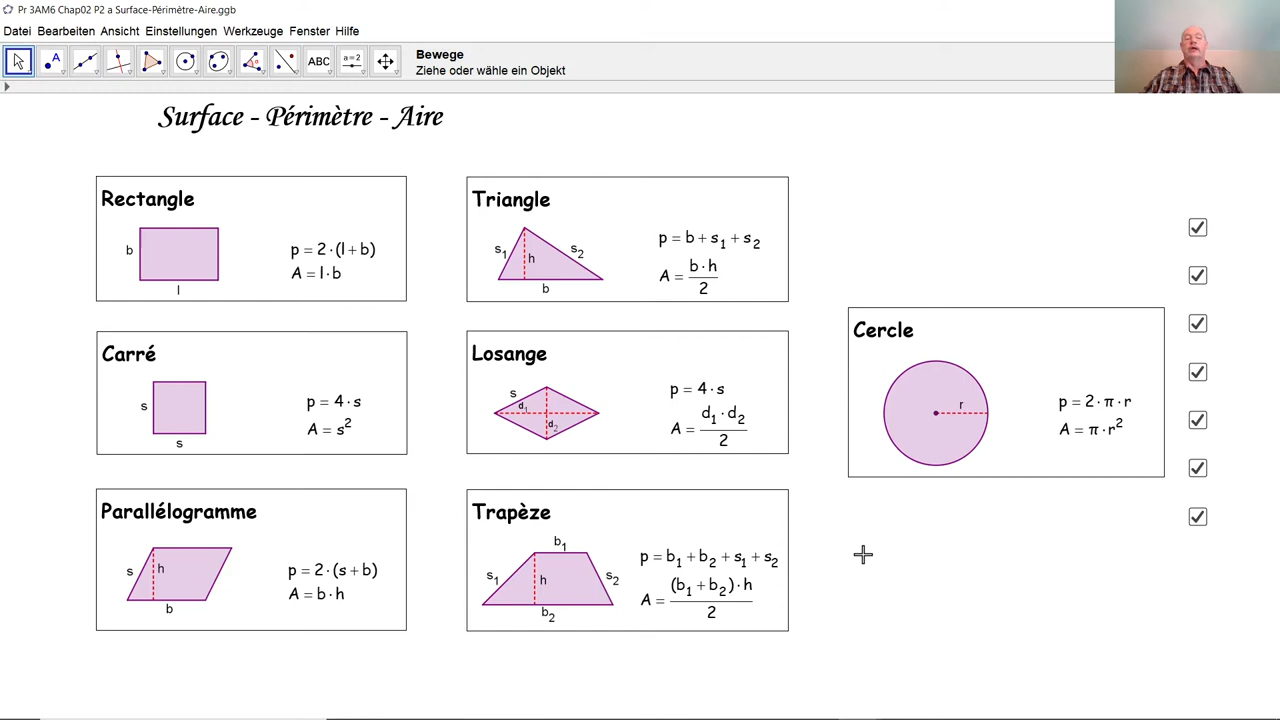 Pr 3AM6 Chap02 P2 a Surface-Périmètre-Aire.ggb
Datei Bearbeiten Ansicht Einstellungen Werkzeuge Fenster Hilfe
A
α
ABC
a=2
Bewege
Ziehe oder wähle ein Objekt
Surface - Périmètre - Aire
Rectangle
b
l
p = 2·(l+b)
A = l·b
Triangle
s₁
s₂
h
b
p = b+s₁+s₂
A = b·h / 2
Carré
s
s
p = 4·s
A = s²
Losange
s
d₁
d₂
p = 4·s
A = d₁·d₂ / 2
Cercle
r
p = 2·π·r
A = π·r²
Parallélogramme
s
h
b
p = 2·(s+b)
A = b·h
Trapèze
b₁
s₁
h
s₂
b₂
p = b₁+b₂+s₁+s₂
A = (b₁+b₂)·h / 2